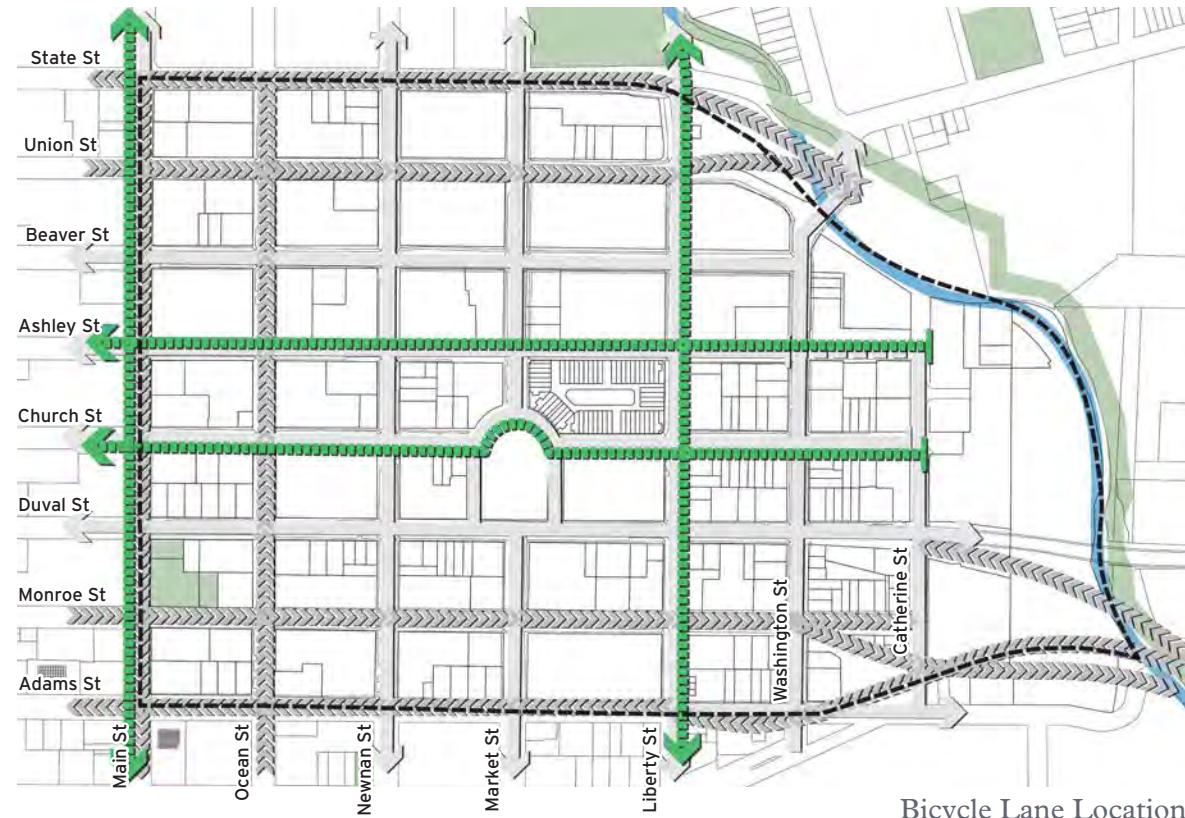 State St
Union St
Beaver St
Ashley St
Church St
Duval St
Monroe St
Adams St
Main St
Ocean St
Newnan St
Market St
Liberty St
Washington St
Catherine St
Bicycle Lane Location